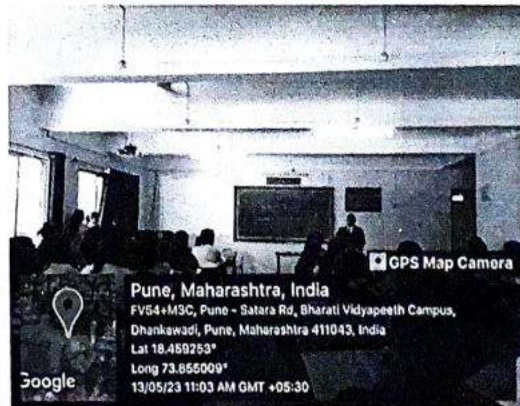 GPS Map Camera
Pune, Maharashtra, India
FV54+M3C, Pune - Satara Rd, Bharati Vidyapeeth Campus,
Dhankawadi, Pune, Maharashtra 411043, India
Lat 18.459253°
Long 73.855009°
13/05/23 11:03 AM GMT +05:30
Google